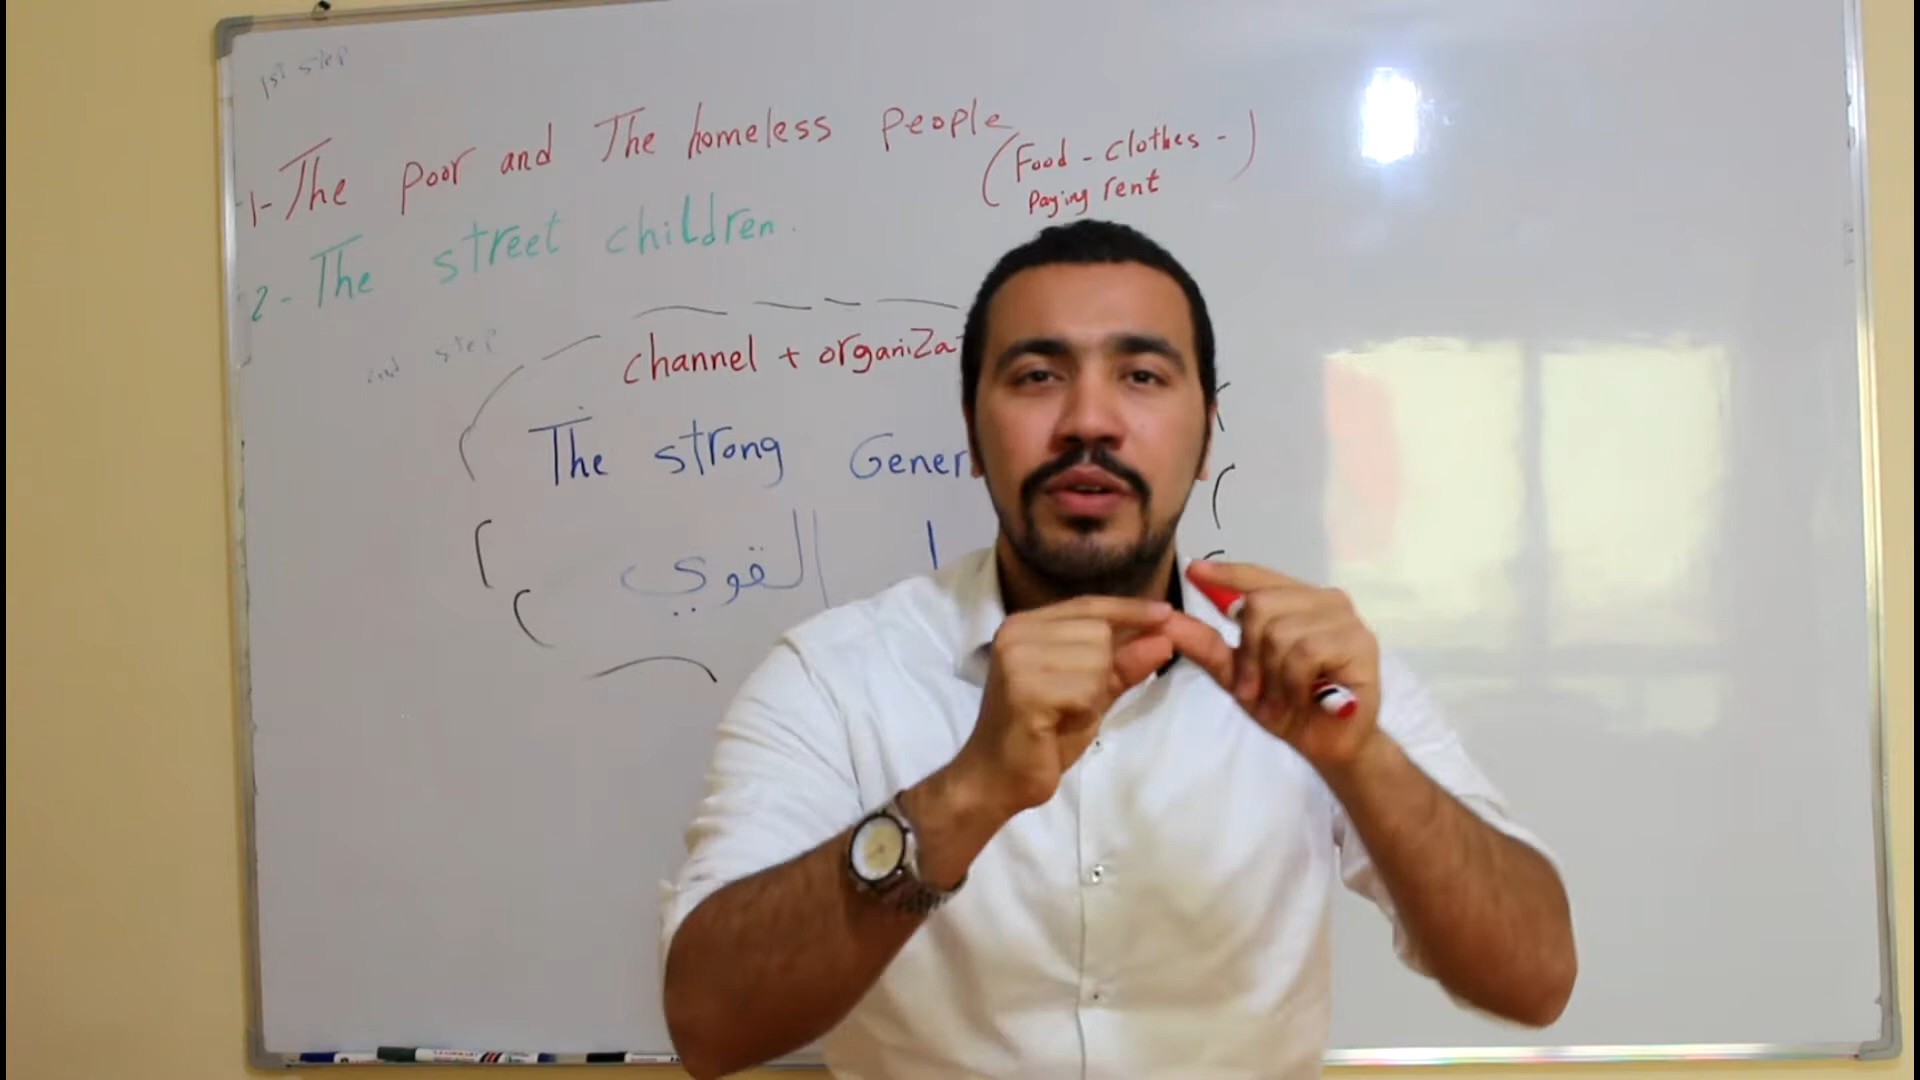 1st step
1- The poor and The homeless people
(Food - clothes - )
Paying rent
2- The street children.
2nd step
channel + organiza
The strong Gener
القوي